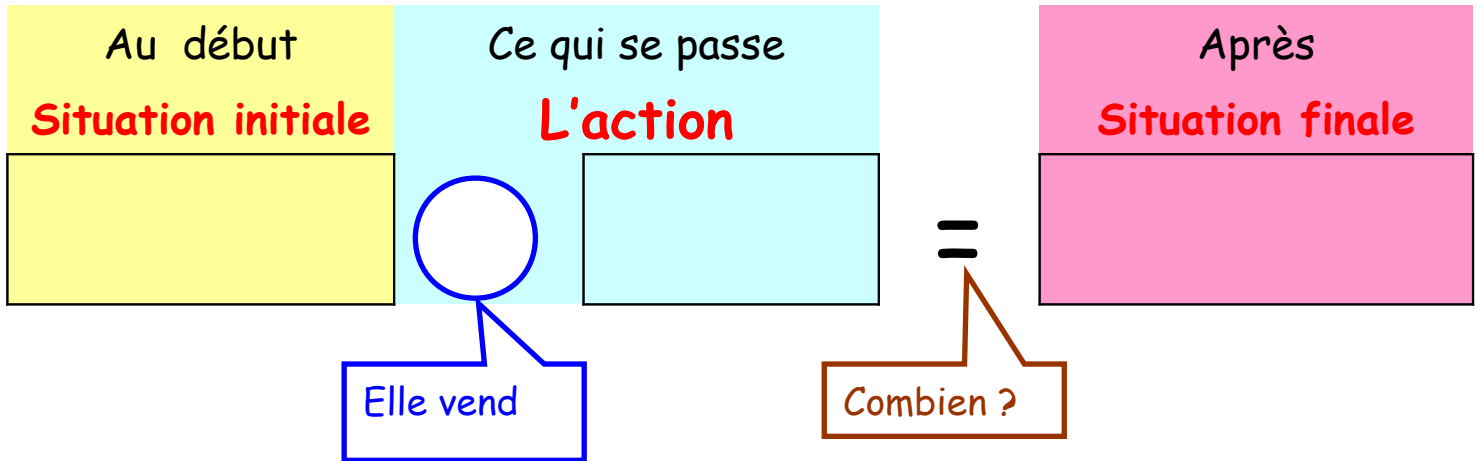 Au début
Situation initiale
Ce qui se passe
L'action
=
Après
Situation finale
Elle vend
Combien ?